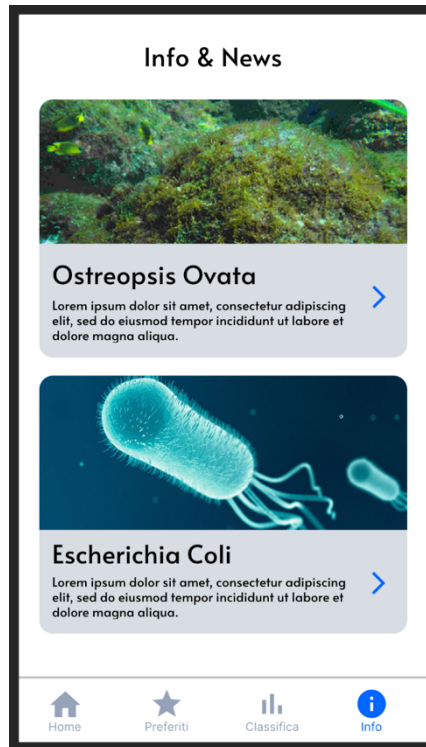 Info & News
Ostreopsis Ovata
Lorem ipsum dolor sit amet, consectetur adipiscing
elit, sed do eiusmod tempor incididunt ut labore et
dolore magna aliqua.
Escherichia Coli
Lorem ipsum dolor sit amet, consectetur adipiscing
elit, sed do eiusmod tempor incididunt ut labore et
dolore magna aliqua.
Home Preferiti Classifica Info